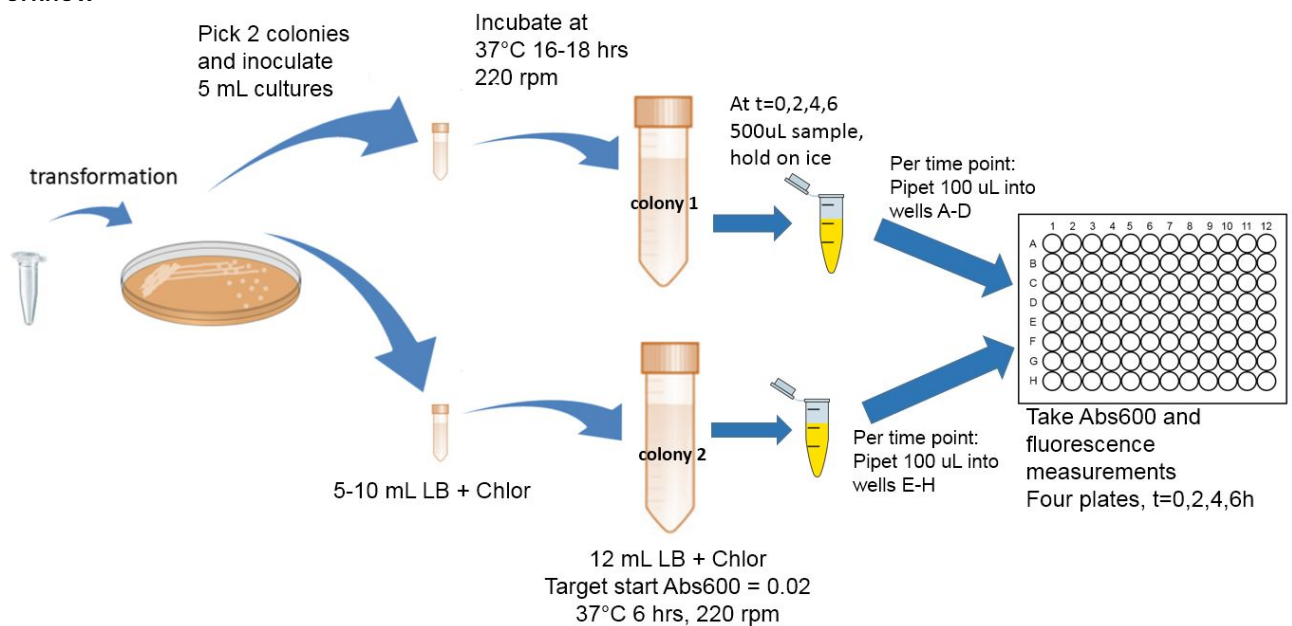 Pick 2 colonies
and inoculate
5 mL cultures
Incubate at
37°C 16-18 hrs
220 rpm
transformation
At t=0,2,4,6
500uL sample,
hold on ice
Per time point:
Pipet 100 uL into
wells A-D
colony 1
1 2 3 4 5 6 7 8 9 10 11 12
A
B
C
D
E
F
G
H
colony 2
5-10 mL LB + Chlor
Per time point:
Pipet 100 uL into
wells E-H
Take Abs600 and
fluorescence
measurements
Four plates, t=0,2,4,6h
12 mL LB + Chlor
Target start Abs600 = 0.02
37°C 6 hrs, 220 rpm